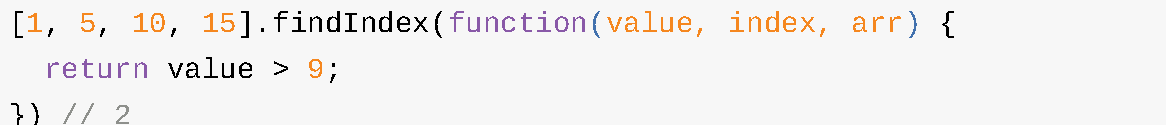 [1, 5, 10, 15].findIndex(function(value, index, arr) {
  return value > 9;
}) // 2